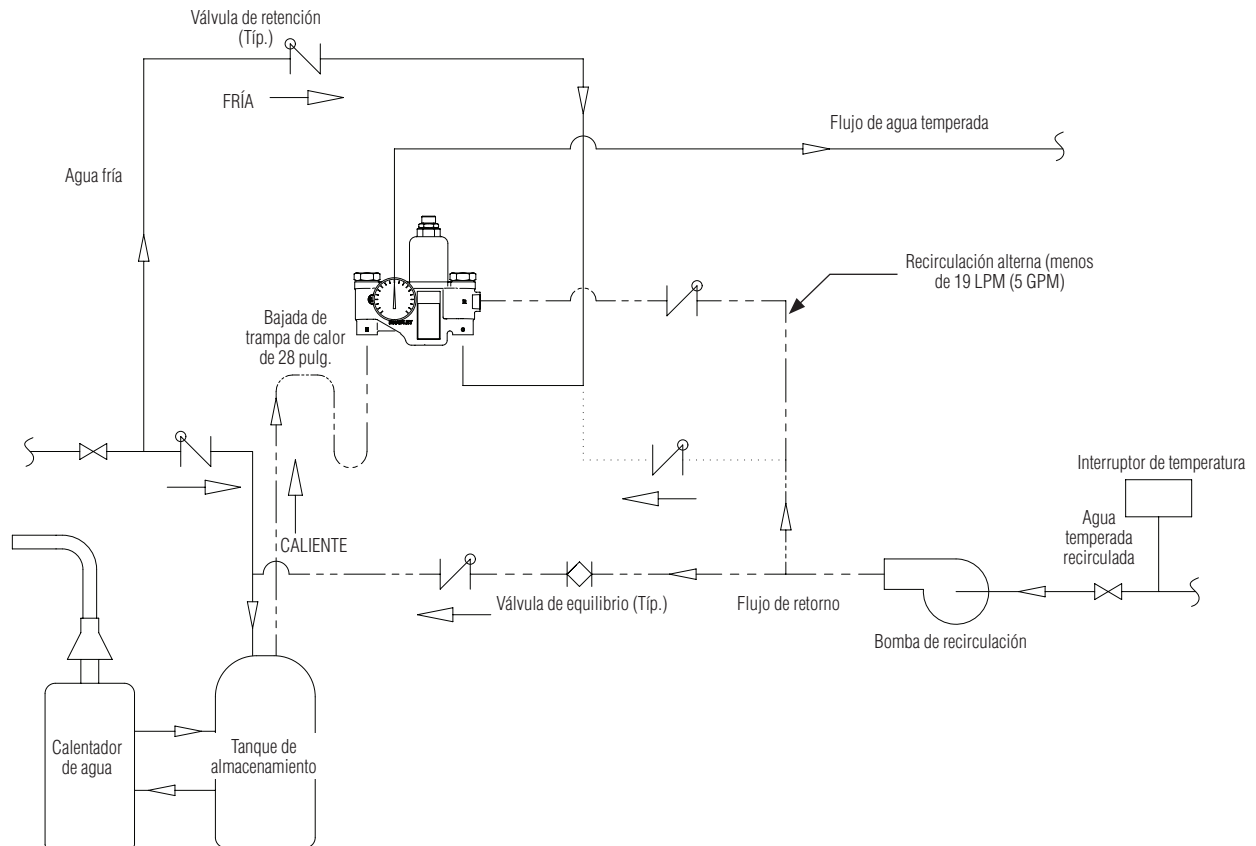 Válvula de retención
(Típ.)
FRÍA
Flujo de agua temperada
Agua fría
Recirculación alterna (menos
de 19 LPM (5 GPM)
Bajada de
trampa de calor
de 28 pulg.
Interruptor de temperatura
Agua
temperada
recirculada
CALIENTE
Válvula de equilibrio (Típ.)
Flujo de retorno
Bomba de recirculación
Calentador
de agua
Tanque de
almacenamiento